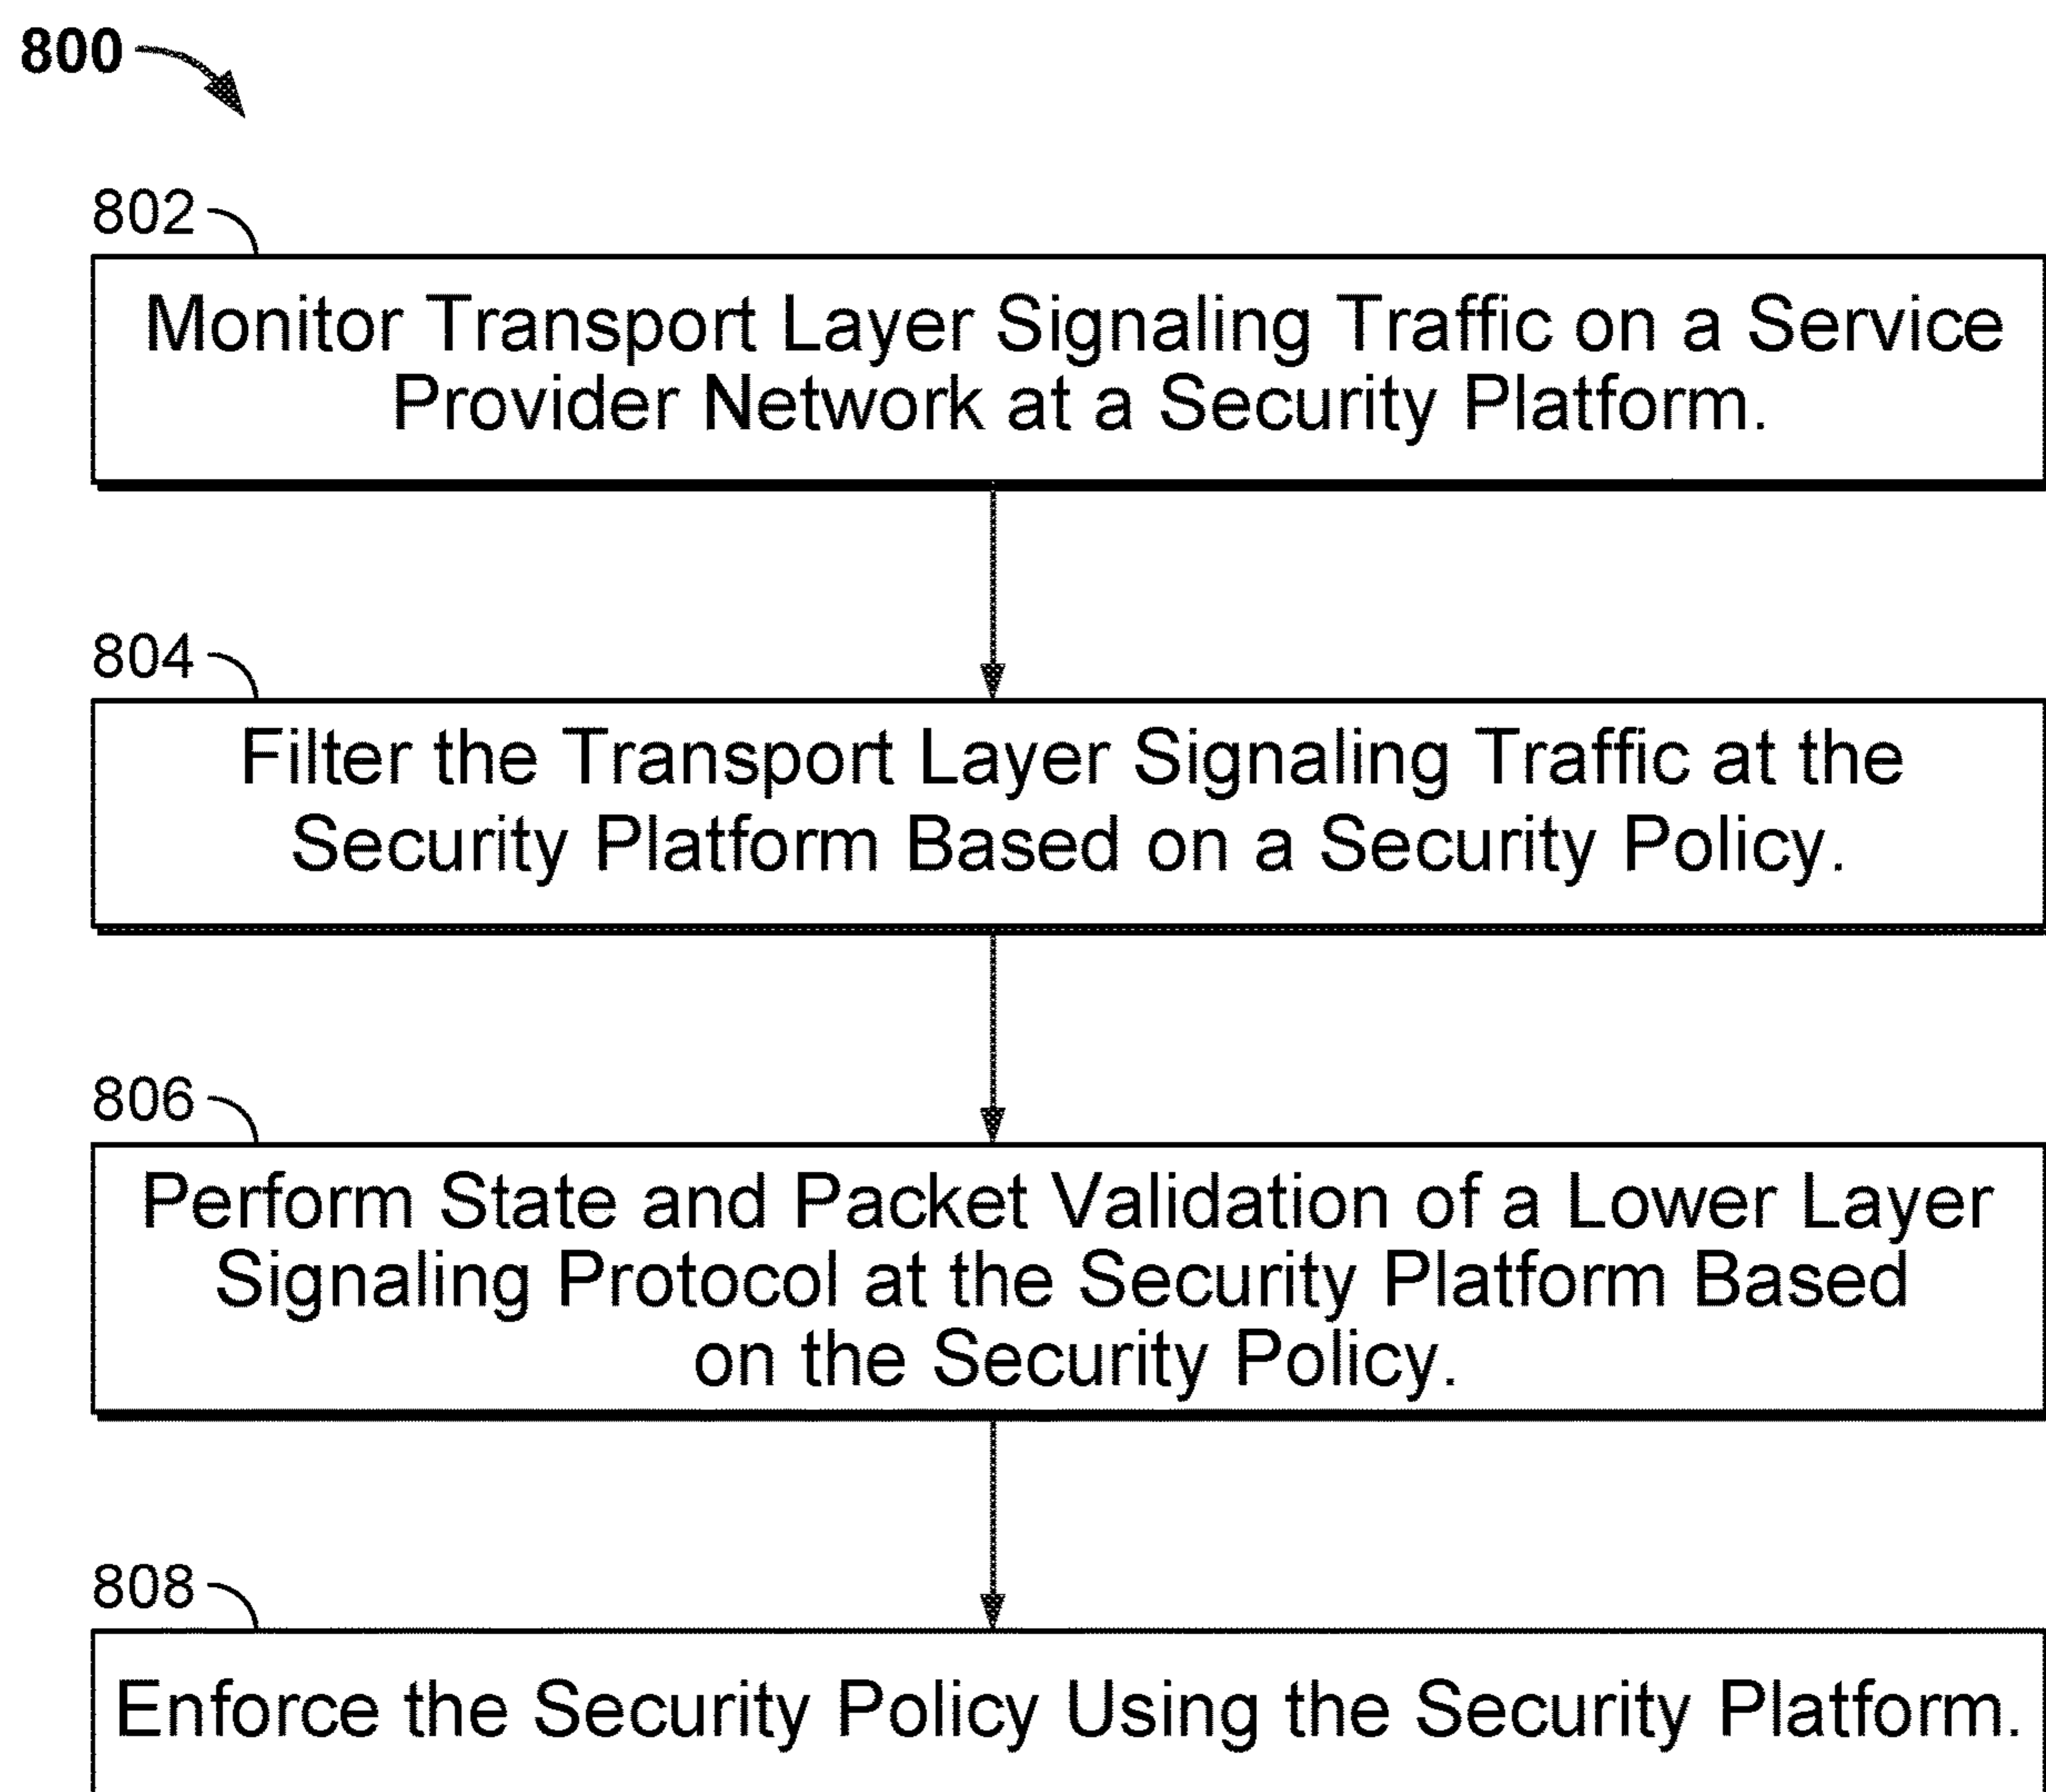 800
802
Monitor Transport Layer Signaling Traffic on a Service
Provider Network at a Security Platform.
804
Filter the Transport Layer Signaling Traffic at the
Security Platform Based on a Security Policy.
806
Perform State and Packet Validation of a Lower Layer
Signaling Protocol at the Security Platform Based
on the Security Policy.
808
Enforce the Security Policy Using the Security Platform.